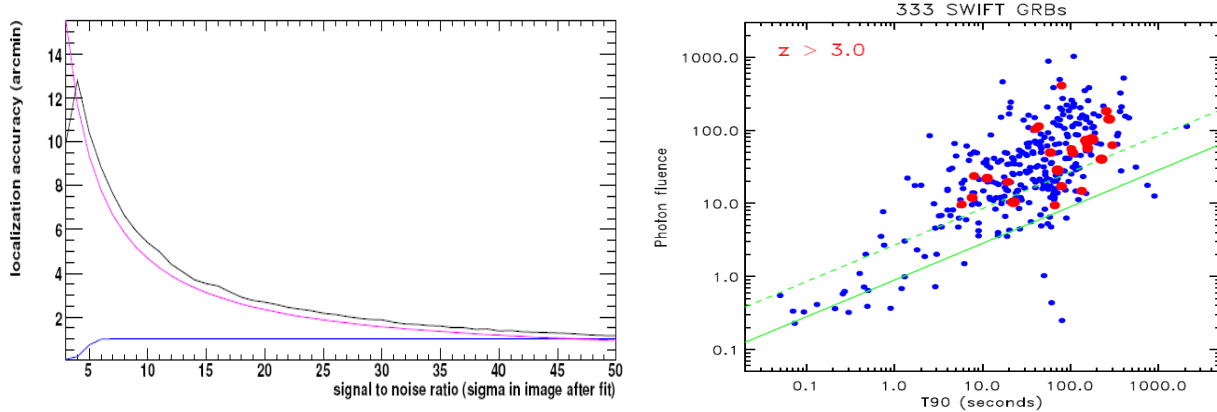 localization accuracy (arcmin)
14
12
10
8
6
4
2
5 10 15 20 25 30 35 40 45 50
signal to noise ratio (sigma in image after fit)
333 SWIFT GRBs
z > 3.0
Photon fluence
1000.0
100.0
10.0
1.0
0.1
0.1 1.0 10.0 100.0 1000.0
T90 (seconds)